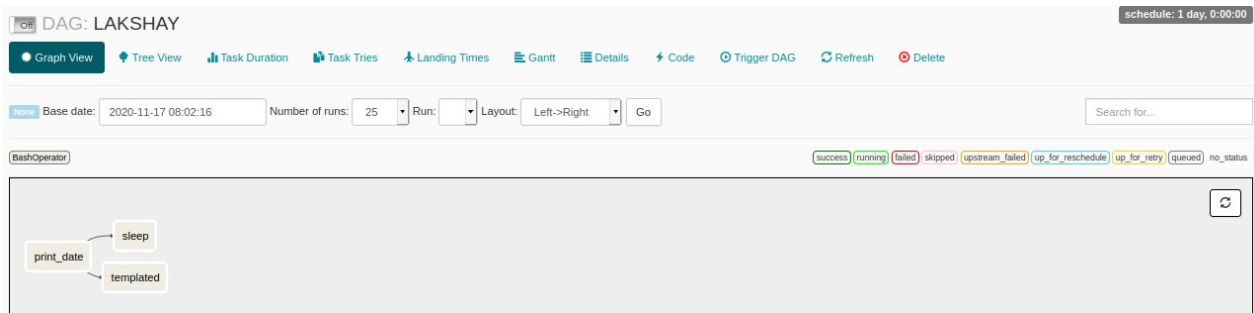 Off DAG: LAKSHAY schedule: 1 day, 0:00:00
Graph View Tree View Task Duration Task Tries Landing Times Gantt Details Code Trigger DAG Refresh Delete
None Base date: 2020-11-17 08:02:16 Number of runs: 25 Run: Layout: Left->Right Go Search for...
BashOperator success running failed skipped upstream_failed up_for_reschedule up_for_retry queued no_status
sleep
print_date
templated